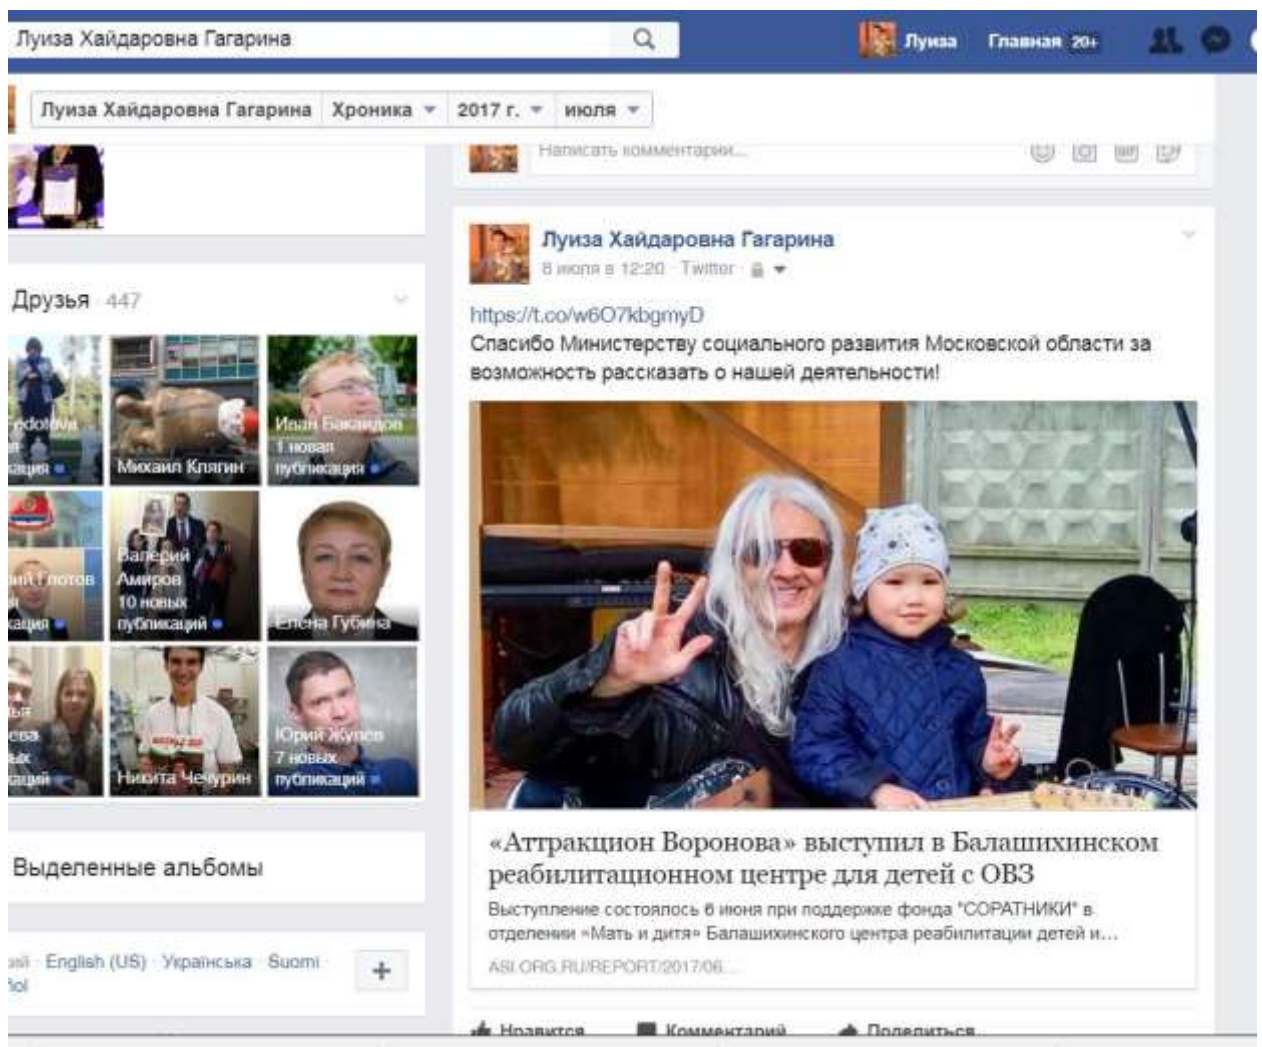 Луиза Хайдаровна Гагарина
Луиза
Главная 20+
Луиза Хайдаровна Гагарина
Хроника
2017 г.
июля
Написать комментарий...
Друзья 447
edotova
Михаил Клягин
Иван Бакаидов
1 новая
публикация
Глотов
Валерий
Амиров
10 новых
публикаций
Елена Губина
Никита Чечурин
Юрий Жулев
7 новых
публикаций
Выделенные альбомы
English (US) · Українська · Suomi
Луиза Хайдаровна Гагарина
8 июля в 12:20 · Twitter ·
https://t.co/w6O7kbgmyD
Спасибо Министерству социального развития Московской области за
возможность рассказать о нашей деятельности!
«Аттракцион Воронова» выступил в Балашихинском
реабилитационном центре для детей с ОВЗ
Выступление состоялось 6 июня при поддержке фонда "СОРАТНИКИ" в
отделении «Мать и дитя» Балашихинского центра реабилитации детей и...
ASI.ORG.RU/REPORT/2017/06...
Нравится
Комментарий
Поделиться